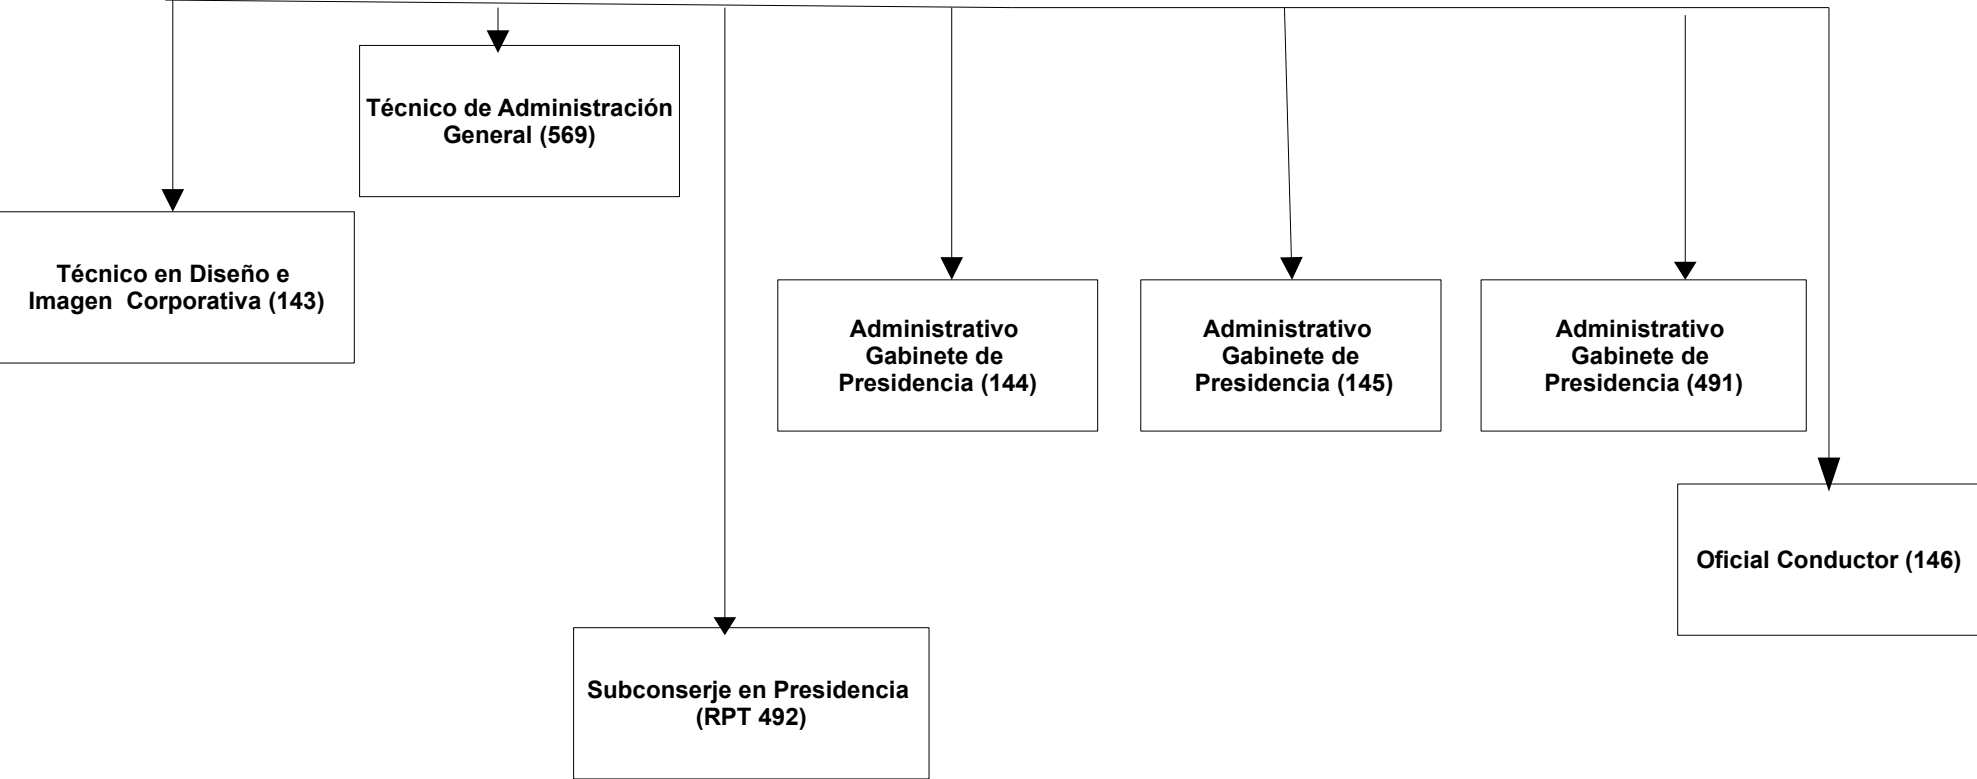 Técnico de Administración
General (569)
Técnico en Diseño e
Imagen  Corporativa (143)
Administrativo
Gabinete de
Presidencia (144)
Administrativo
Gabinete de
Presidencia (145)
Administrativo
Gabinete de
Presidencia (491)
Oficial Conductor (146)
Subconserje en Presidencia
(RPT 492)